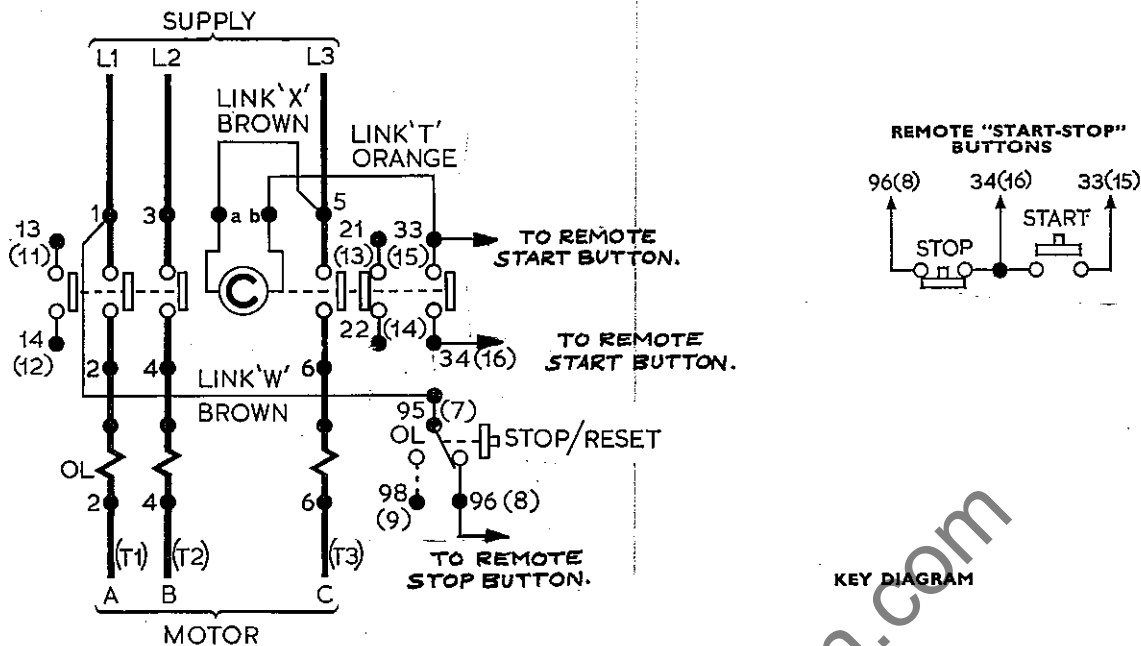 SUPPLY
L1 L2 L3
LINK'X'
BROWN
LINK'T'
ORANGE
1 3 a b 5
13
(11)
21
(13)
33
(15)
TO REMOTE
START BUTTON.
C
14
(12)
22
(14)
34(16)
TO REMOTE
START BUTTON.
2 4 6
LINK'W'
BROWN
95 (7)
OL STOP/RESET
OL
2 4 6
98
(9)
96 (8)
TO REMOTE
STOP BUTTON.
(T1) (T2) (T3)
A B C
MOTOR
REMOTE "START-STOP"
BUTTONS
96(8) 34(16) 33(15)
START
STOP
KEY DIAGRAM
n.com